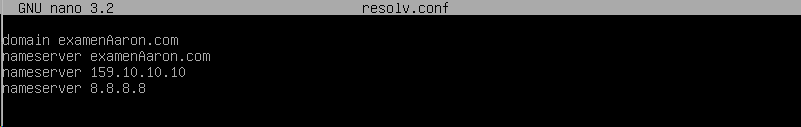 GNU nano 3.2 resolv.conf
domain examenAaron.com
nameserver examenAaron.com
nameserver 159.10.10.10
nameserver 8.8.8.8